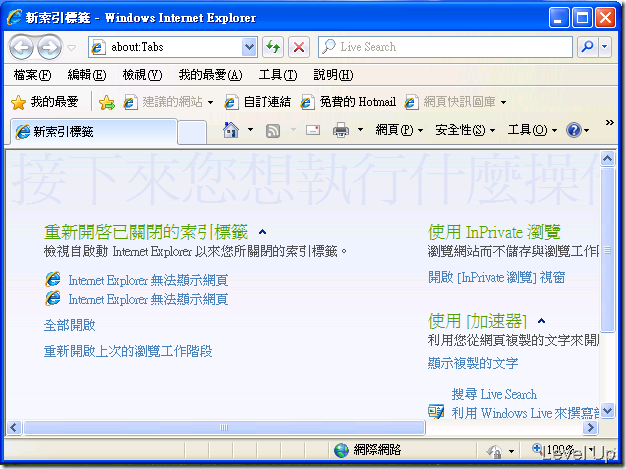 新索引標籤 - Windows Internet Explorer
about:Tabs
Live Search
檔案(F) 編輯(E) 檢視(V) 我的最愛(A) 工具(T) 說明(H)
我的最愛 建議的網站 自訂連結 免費的 Hotmail 網頁快訊圖庫
新索引標籤 網頁(P) 安全性(S) 工具(O) »
接下來您想執行什麼操作
重新開啓已關閉的索引標籤
檢視自啟動 Internet Explorer 以來您所關閉的索引標籤。
Internet Explorer 無法顯示網頁
Internet Explorer 無法顯示網頁
全部開啟
重新開啟上次的瀏覽工作階段
使用 InPrivate 瀏覽
瀏覽網站而不儲存與瀏覽工作
開啟 [InPrivate 瀏覽] 視窗
使用 [加速器]
利用您從網頁複製的文字來開
顯示複製的文字
搜尋 Live Search
利用 Windows Live 來撰寫部
網際網路
100%
Level Up